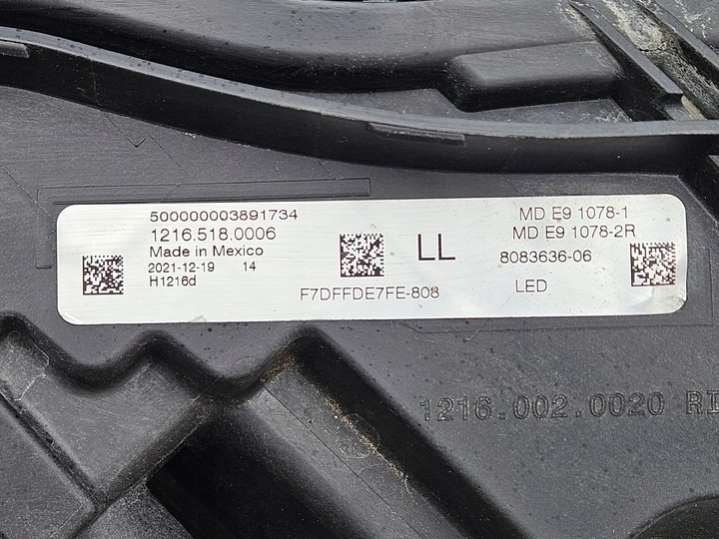 500000003891734
1216.518.0006
Made in Mexico
2021-12-19 14
H1216d
LL
F7DFFDE7FE-808
MD E9 1078-1
MD E9 1078-2R
8083636-06
LED
1216.002.0020 RI